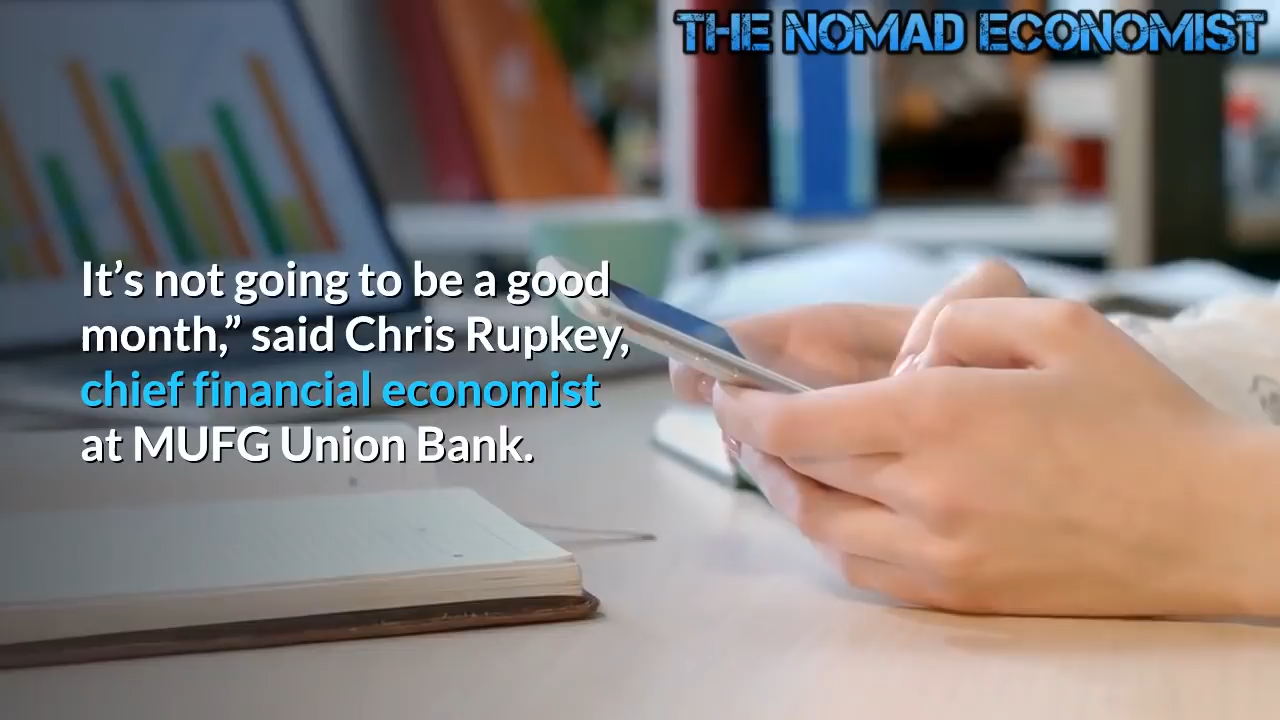 THE NOMAD ECONOMIST
It’s not going to be a good
month,” said Chris Rupkey,
chief financial economist
at MUFG Union Bank.